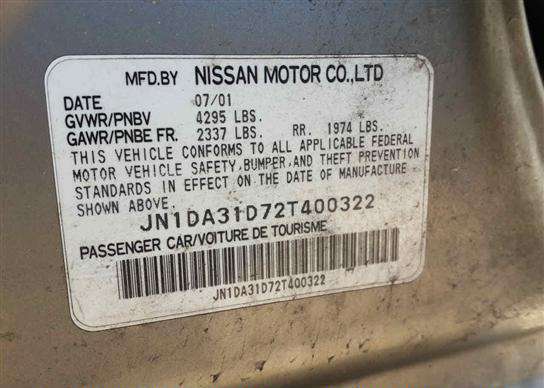 MFD.BY NISSAN MOTOR CO.,LTD
DATE 07/01
GVWR/PNBV 4295 LBS.
GAWR/PNBE FR. 2337 LBS. RR. 1974 LBS.
THIS VEHICLE CONFORMS TO ALL APPLICABLE FEDERAL
MOTOR VEHICLE SAFETY, BUMPER, AND THEFT PREVENTION
STANDARDS IN EFFECT ON THE DATE OF MANUFACTURE
SHOWN ABOVE.
JN1DA31D72T400322
PASSENGER CAR/VOITURE DE TOURISME
JN1DA31D72T400322